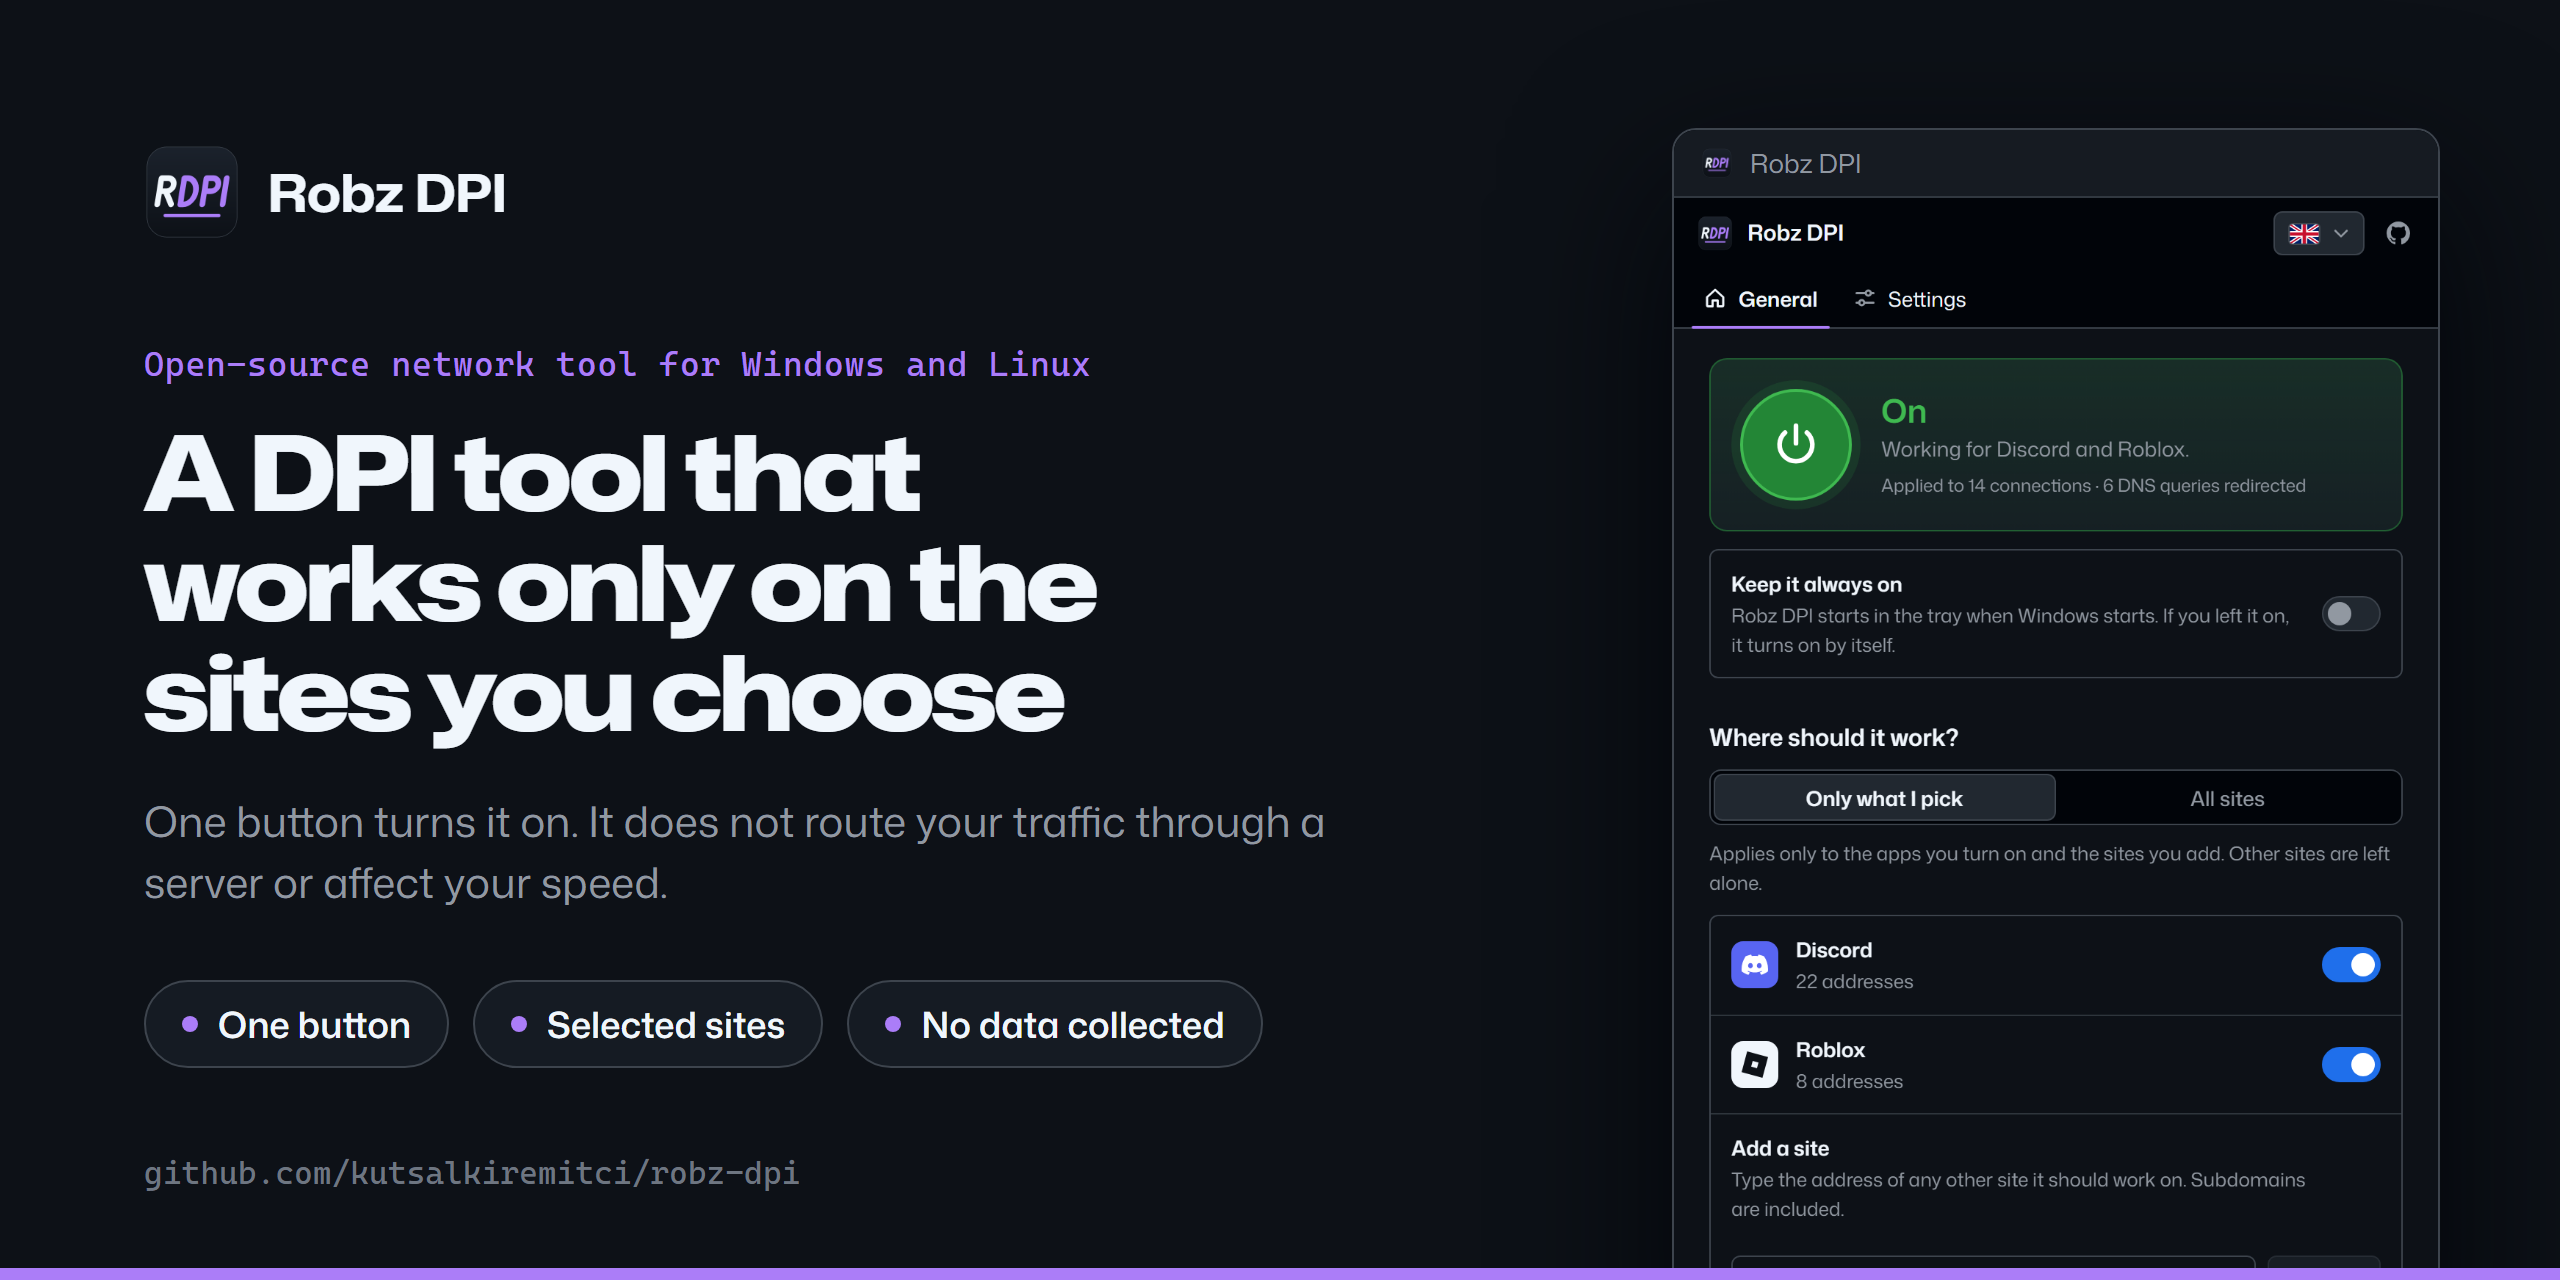 RDPI
Robz DPI
Open-source network tool for Windows and Linux
A DPI tool that
works only on the
sites you choose
One button turns it on. It does not route your traffic through a
server or affect your speed.
One button
Selected sites
No data collected
github.com/kutsalkiremitci/robz-dpi
RDPI
Robz DPI
RDPI
Robz DPI
General
Settings
On
Working for Discord and Roblox.
Applied to 14 connections · 6 DNS queries redirected
Keep it always on
Robz DPI starts in the tray when Windows starts. If you left it on,
it turns on by itself.
Where should it work?
Only what I pick
All sites
Applies only to the apps you turn on and the sites you add. Other sites are left
alone.
Discord
22 addresses
Roblox
8 addresses
Add a site
Type the address of any other site it should work on. Subdomains
are included.